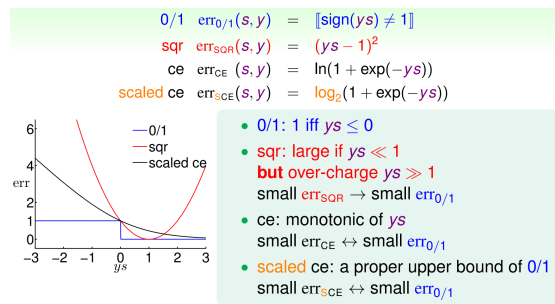 0/1 err0/1(s, y) = ⟦sign(ys) ≠ 1⟧
sqr errSQR(s, y) = (ys − 1)²
ce errCE (s, y) = ln(1 + exp(−ys))
scaled ce errSCE(s, y) = log₂(1 + exp(−ys))
6
4
2
1
0
err
−3 −2 −1 0 1 2 3
ys
0/1
sqr
scaled ce
• 0/1: 1 iff ys ≤ 0
• sqr: large if ys ≪ 1
but over-charge ys ≫ 1
small errSQR → small err0/1
• ce: monotonic of ys
small errCE ↔ small err0/1
• scaled ce: a proper upper bound of 0/1
small errSCE ↔ small err0/1